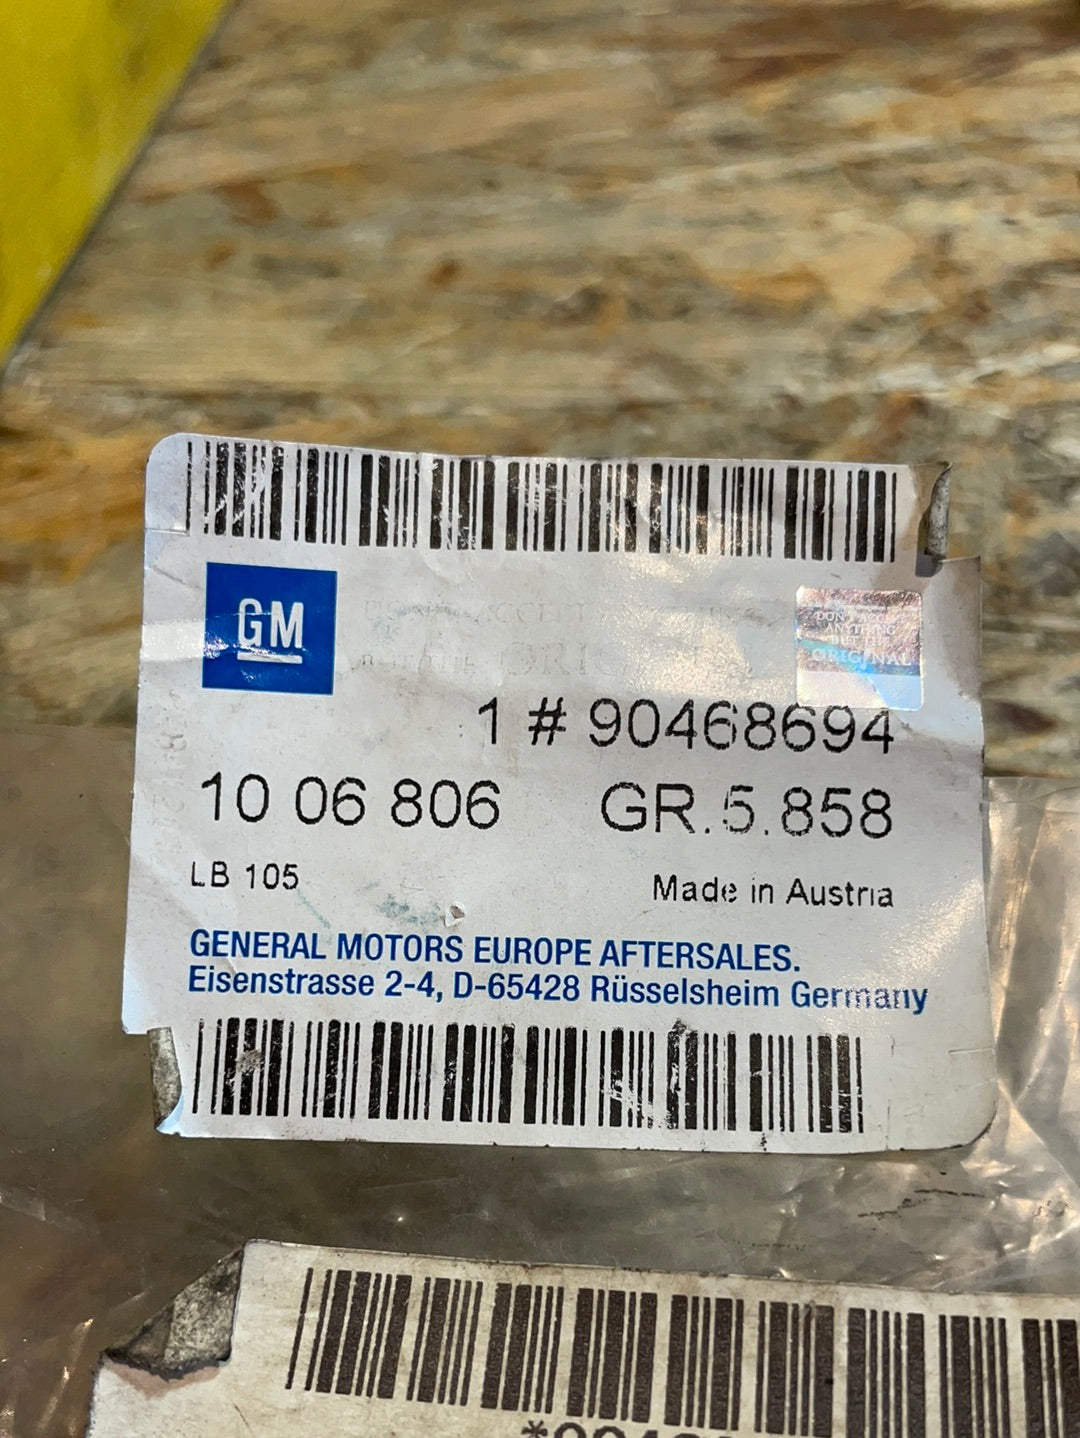 GM
ORIGINAL
1 # 90468694
10 06 806 GR.5.858
LB 105 Made in Austria
GENERAL MOTORS EUROPE AFTERSALES.
Eisenstrasse 2-4, D-65428 Rüsselsheim Germany